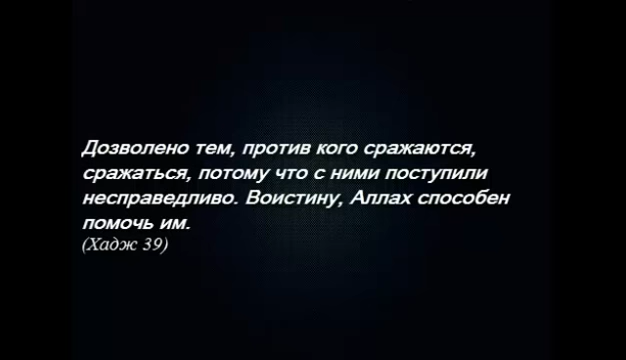 Дозволено тем, против кого сражаются,
сражаться, потому что с ними поступили
несправедливо. Воистину, Аллах способен
помочь им.
(Хадж 39)